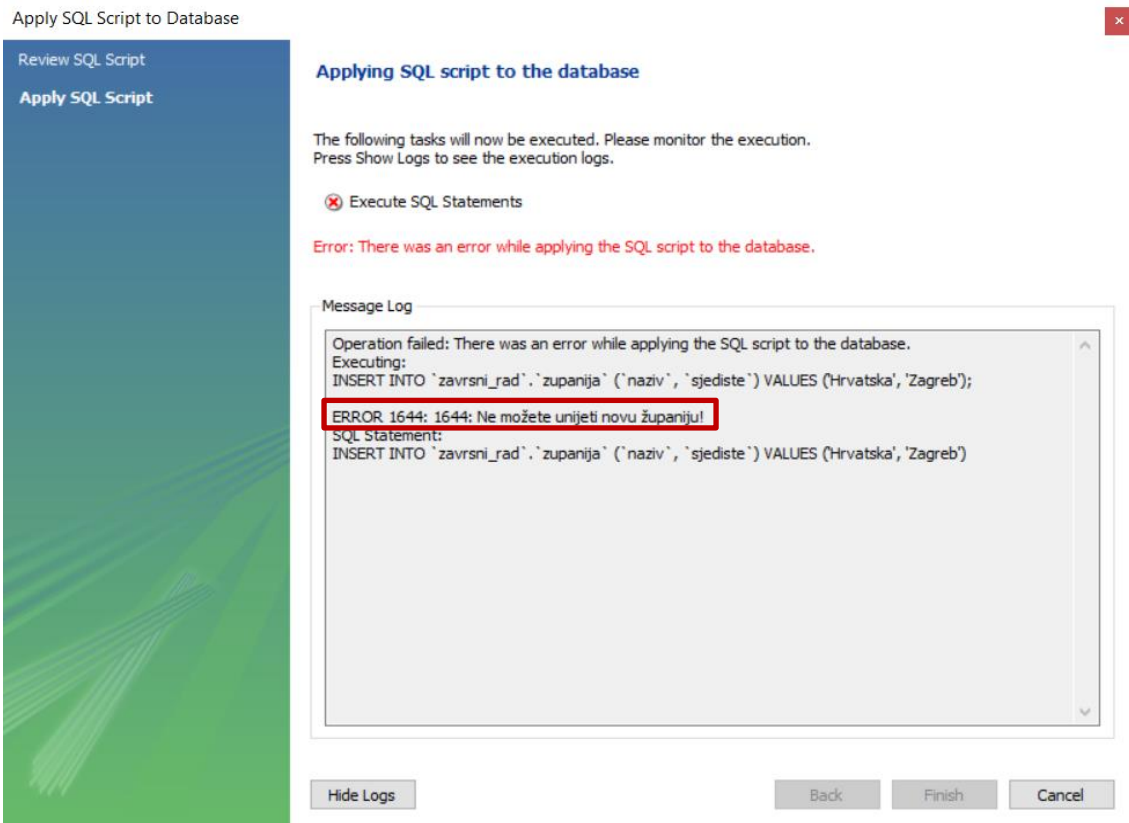 Apply SQL Script to Database
Review SQL Script
Apply SQL Script
Applying SQL script to the database
The following tasks will now be executed. Please monitor the execution.
Press Show Logs to see the execution logs.
Execute SQL Statements
Error: There was an error while applying the SQL script to the database.
Message Log
Operation failed: There was an error while applying the SQL script to the database.
Executing:
INSERT INTO `zavrsni_rad`.`zupanija` (`naziv`, `sjediste`) VALUES ('Hrvatska', 'Zagreb');
ERROR 1644: 1644: Ne možete unijeti novu županiju!
SQL Statement:
INSERT INTO `zavrsni_rad`.`zupanija` (`naziv`, `sjediste`) VALUES ('Hrvatska', 'Zagreb')
Hide Logs
Back
Finish
Cancel